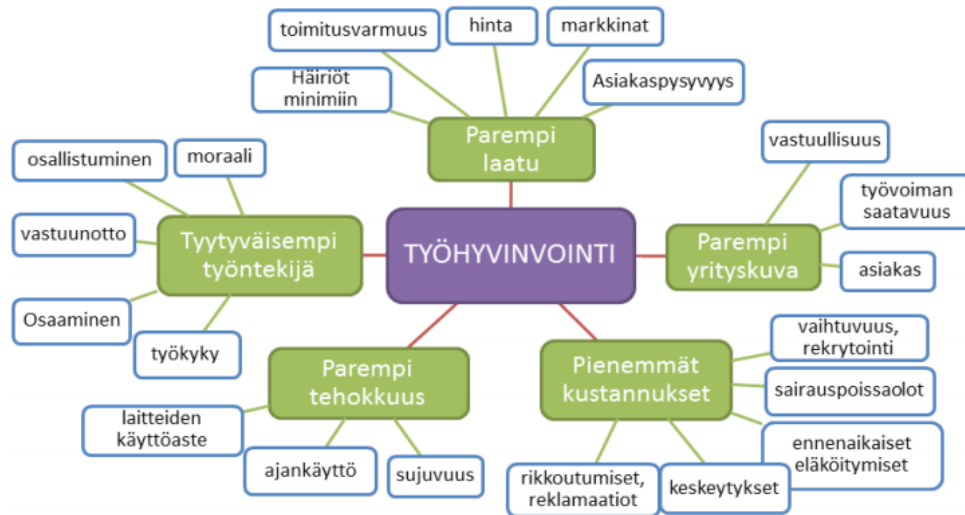 toimitusvarmuus
hinta
markkinat
Häiriöt
minimiin
Asiakaspysyvyys
Parempi
laatu
osallistuminen
moraali
vastuunotto
Tyytyväisempi
työntekijä
Osaaminen
työkyky
TYÖHYVINVOINTI
vastuullisuus
työvoiman
saatavuus
Parempi
yrityskuva
asiakas
Parempi
tehokkuus
laitteiden
käyttöaste
ajankäyttö
sujuvuus
Pienemmät
kustannukset
vaihtuvuus,
rekrytointi
sairauspoissaolot
ennenaikaiset
eläköitymiset
rikkoutumiset,
reklamaatiot
keskeytykset